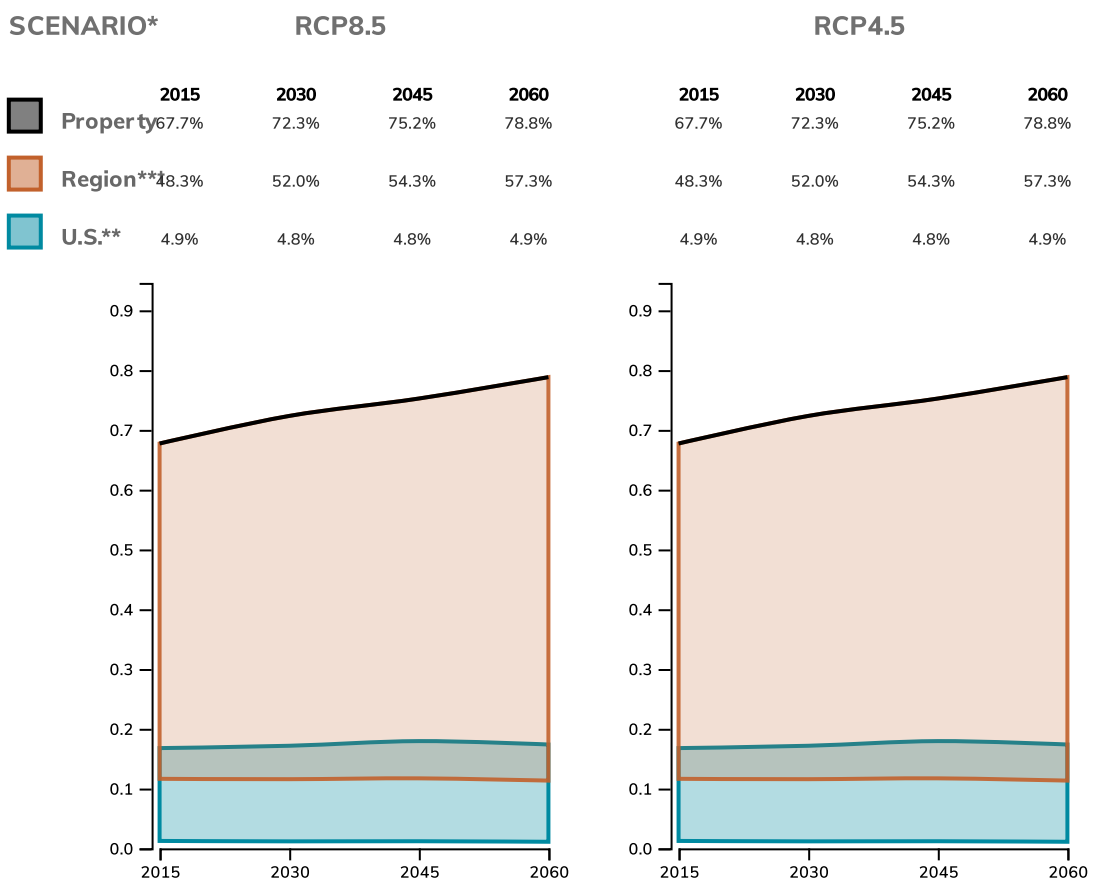 SCENARIO* RCP8.5 RCP4.5
2015 2030 2045 2060 2015 2030 2045 2060
Property 67.7% 72.3% 75.2% 78.8% 67.7% 72.3% 75.2% 78.8%
Region*** 48.3% 52.0% 54.3% 57.3% 48.3% 52.0% 54.3% 57.3%
U.S.** 4.9% 4.8% 4.8% 4.9% 4.9% 4.8% 4.8% 4.9%
0.9 0.9
0.8 0.8
0.7 0.7
0.6 0.6
0.5 0.5
0.4 0.4
0.3 0.3
0.2 0.2
0.1 0.1
0.0 0.0
2015 2030 2045 2060 2015 2030 2045 2060